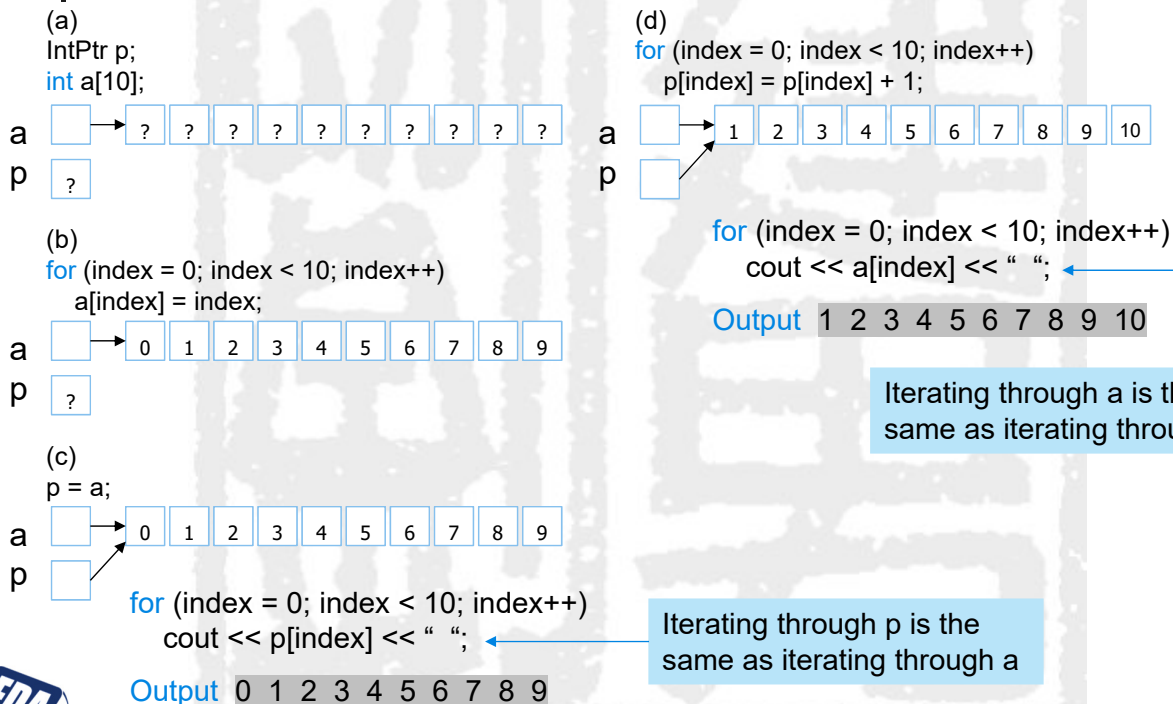 (a)
IntPtr p;
int a[10];
a ? ? ? ? ? ? ? ? ? ?
p ?
(b)
for (index = 0; index < 10; index++)
a[index] = index;
a 0 1 2 3 4 5 6 7 8 9
p ?
(c)
p = a;
a 0 1 2 3 4 5 6 7 8 9
p
for (index = 0; index < 10; index++)
cout << p[index] << “ “;
Output 0 1 2 3 4 5 6 7 8 9
Iterating through p is the
same as iterating through a
(d)
for (index = 0; index < 10; index++)
p[index] = p[index] + 1;
a 1 2 3 4 5 6 7 8 9 10
p
for (index = 0; index < 10; index++)
cout << a[index] << “ “;
Output 1 2 3 4 5 6 7 8 9 10
Iterating through a is
same as iterating